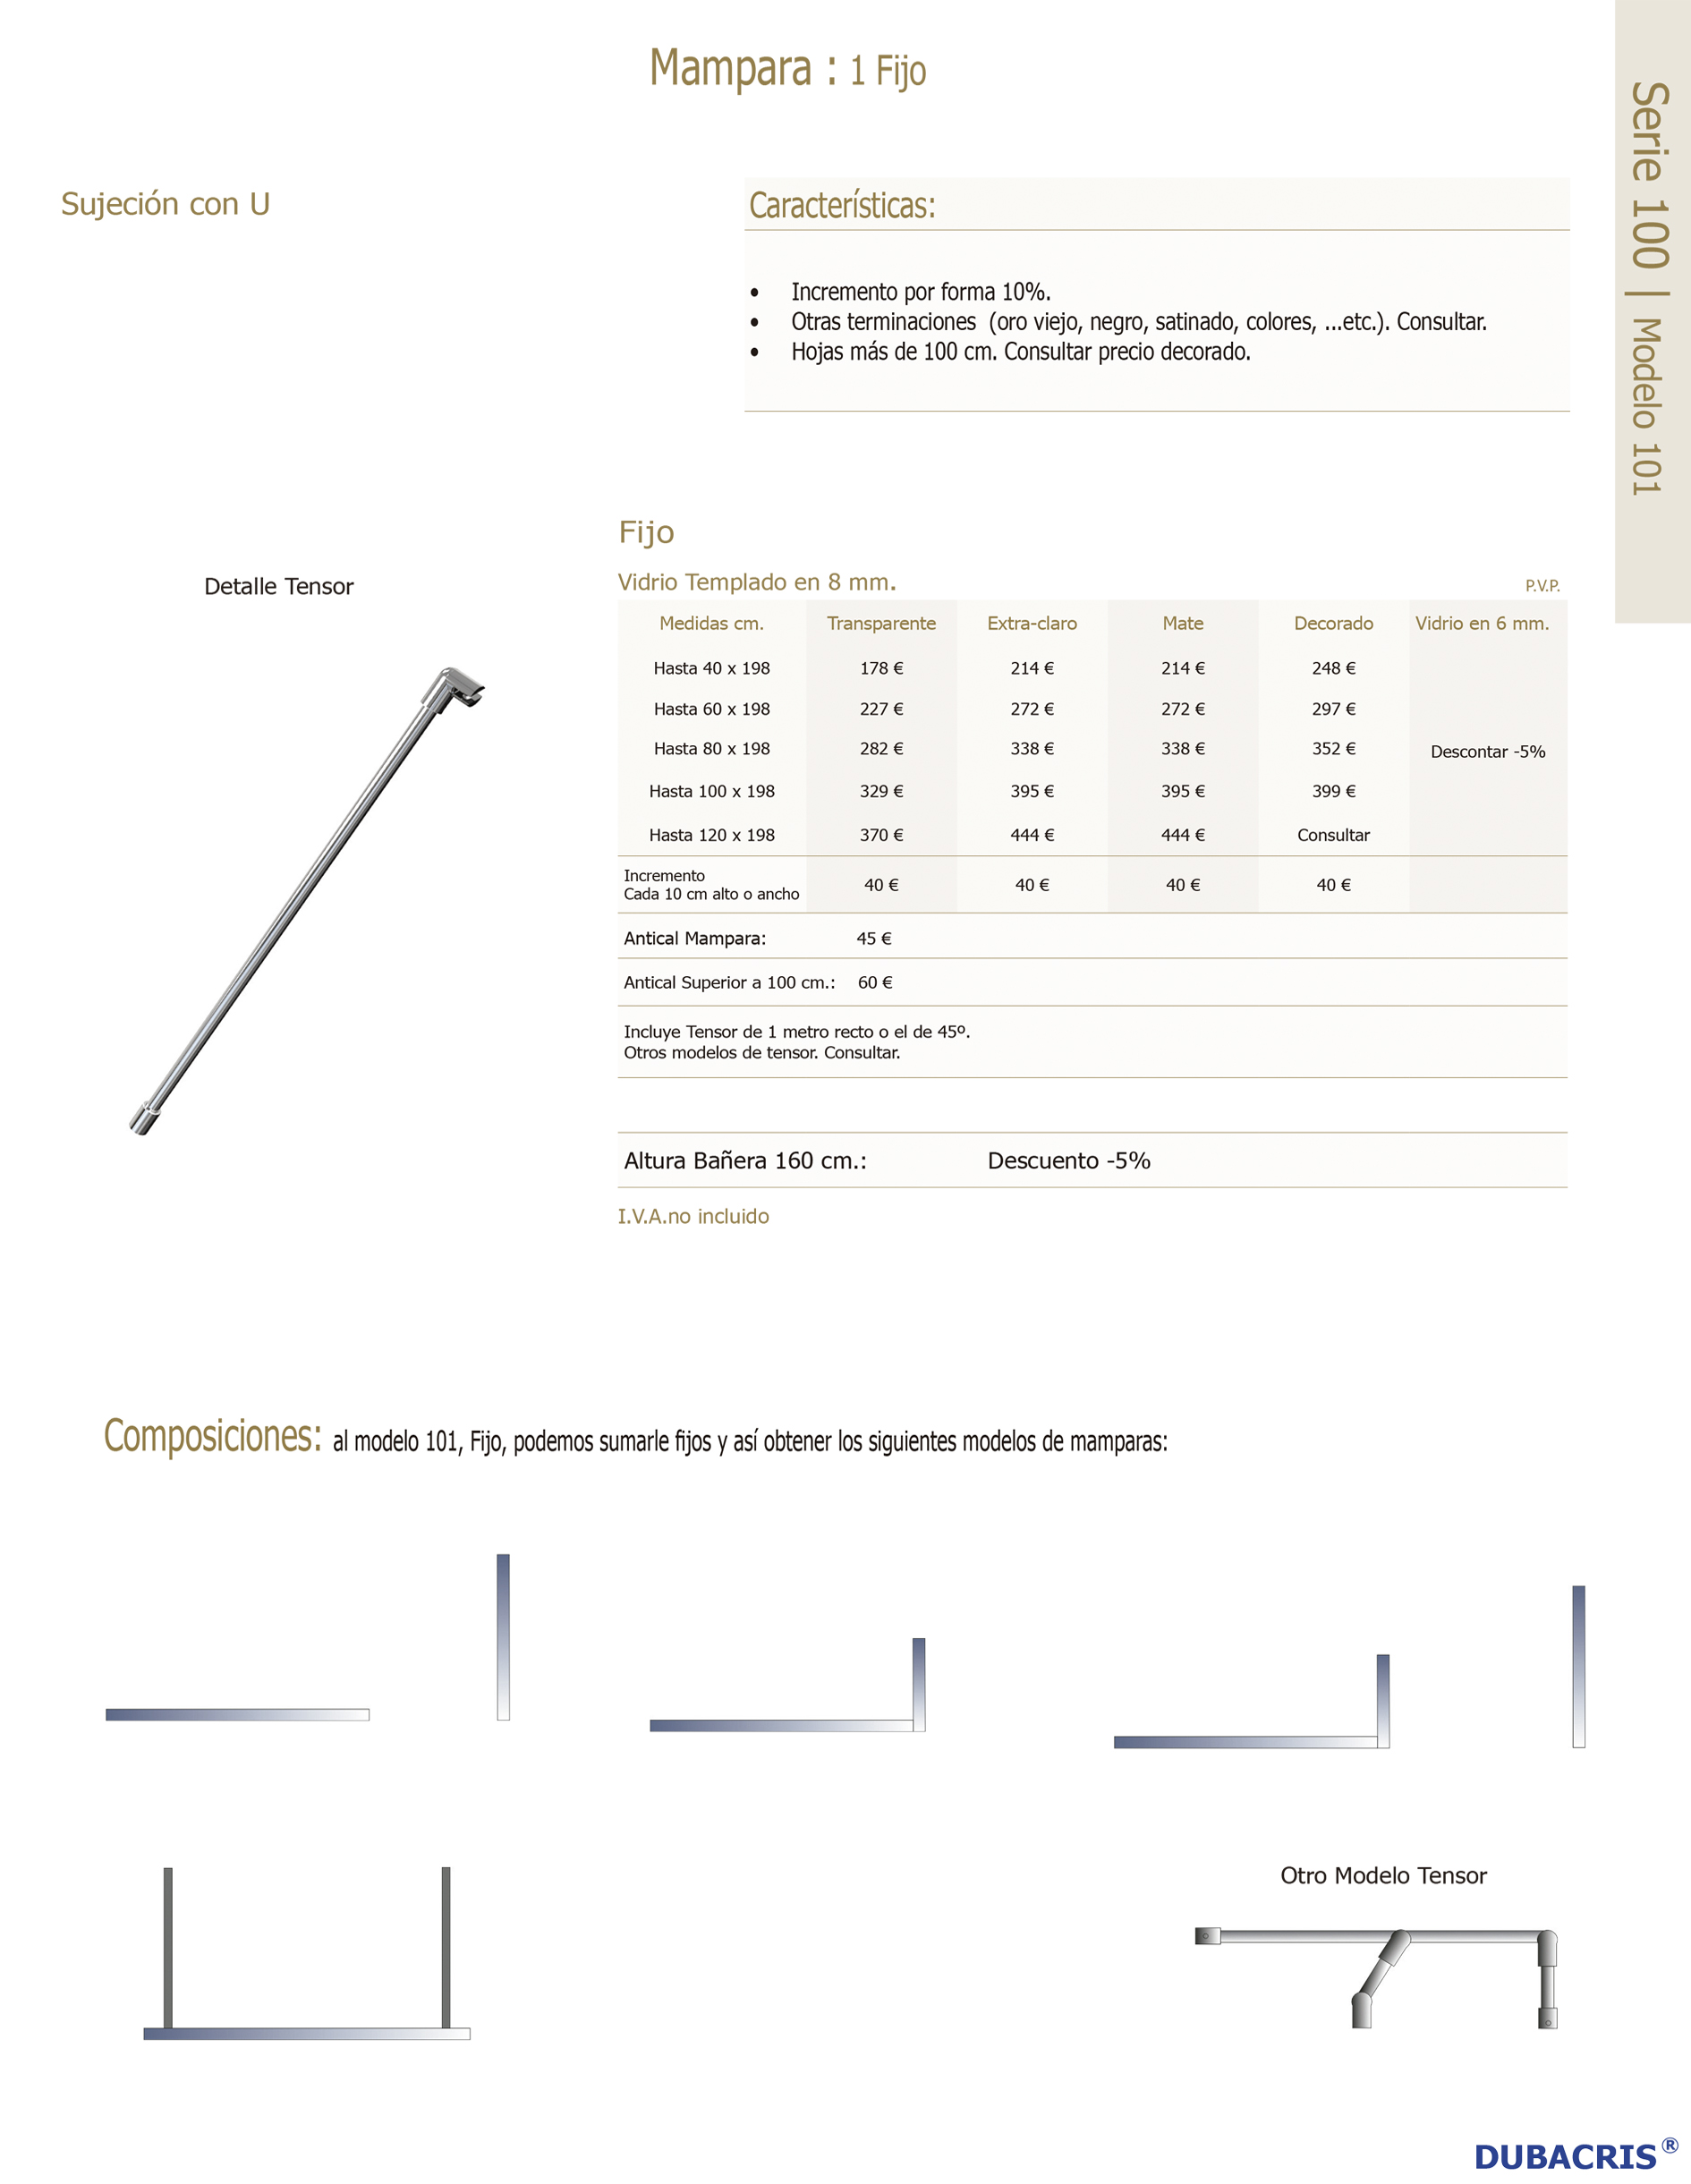 Mampara : 1 Fijo
Serie 100 | Modelo 101
Sujeción con U
Características:
• Incremento por forma 10%.
• Otras terminaciones (oro viejo, negro, satinado, colores, ...etc.). Consultar.
• Hojas más de 100 cm. Consultar precio decorado.
Detalle Tensor
Fijo
Vidrio Templado en 8 mm. P.V.P.
Medidas cm. Transparente Extra-claro Mate Decorado Vidrio en 6 mm.
Hasta 40 x 198 178 € 214 € 214 € 248 €
Hasta 60 x 198 227 € 272 € 272 € 297 €
Hasta 80 x 198 282 € 338 € 338 € 352 € Descontar -5%
Hasta 100 x 198 329 € 395 € 395 € 399 €
Hasta 120 x 198 370 € 444 € 444 € Consultar
Incremento
Cada 10 cm alto o ancho 40 € 40 € 40 € 40 €
Antical Mampara: 45 €
Antical Superior a 100 cm.: 60 €
Incluye Tensor de 1 metro recto o el de 45º.
Otros modelos de tensor. Consultar.
Altura Bañera 160 cm.: Descuento -5%
I.V.A.no incluido
Composiciones: al modelo 101, Fijo, podemos sumarle fijos y así obtener los siguientes modelos de mamparas:
Otro Modelo Tensor
DUBACRIS®